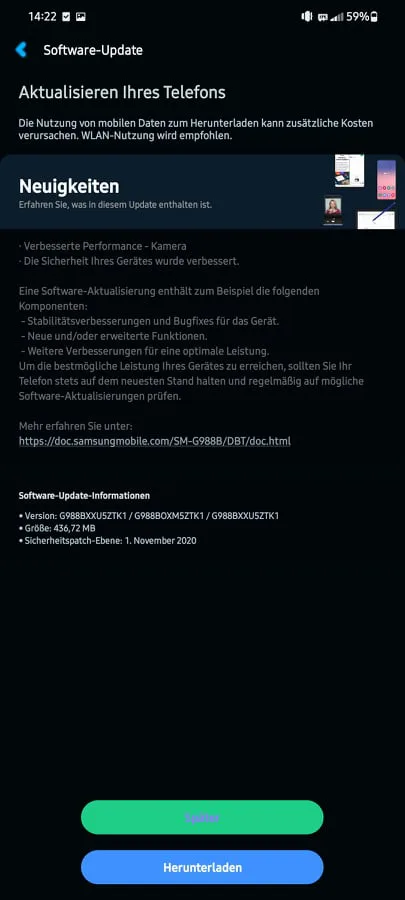 14:22
59%
Software-Update
Aktualisieren Ihres Telefons
Die Nutzung von mobilen Daten zum Herunterladen kann zusätzliche Kosten
verursachen. WLAN-Nutzung wird empfohlen.
Neuigkeiten
Erfahren Sie, was in diesem Update enthalten ist.
· Verbesserte Performance - Kamera
· Die Sicherheit Ihres Gerätes wurde verbessert.
Eine Software-Aktualisierung enthält zum Beispiel die folgenden
Komponenten:
- Stabilitätsverbesserungen und Bugfixes für das Gerät.
- Neue und/oder erweiterte Funktionen.
- Weitere Verbesserungen für eine optimale Leistung.
Um die bestmögliche Leistung Ihres Gerätes zu erreichen, sollten Sie Ihr
Telefon stets auf dem neuesten Stand halten und regelmäßig auf mögliche
Software-Aktualisierungen prüfen.
Mehr erfahren Sie unter:
https://doc.samsungmobile.com/SM-G988B/DBT/doc.html
Software-Update-Informationen
• Version: G988BXXU5ZTK1 / G988BOXM5ZTK1 / G988BXXU5ZTK1
• Größe: 436,72 MB
• Sicherheitspatch-Ebene: 1. November 2020
Herunterladen